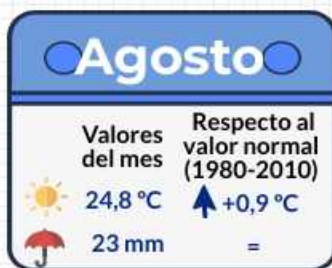 Agosto
Valores del mes
Respecto al valor normal (1980-2010)
24,8 ºC
+0,9 ºC
23 mm
=